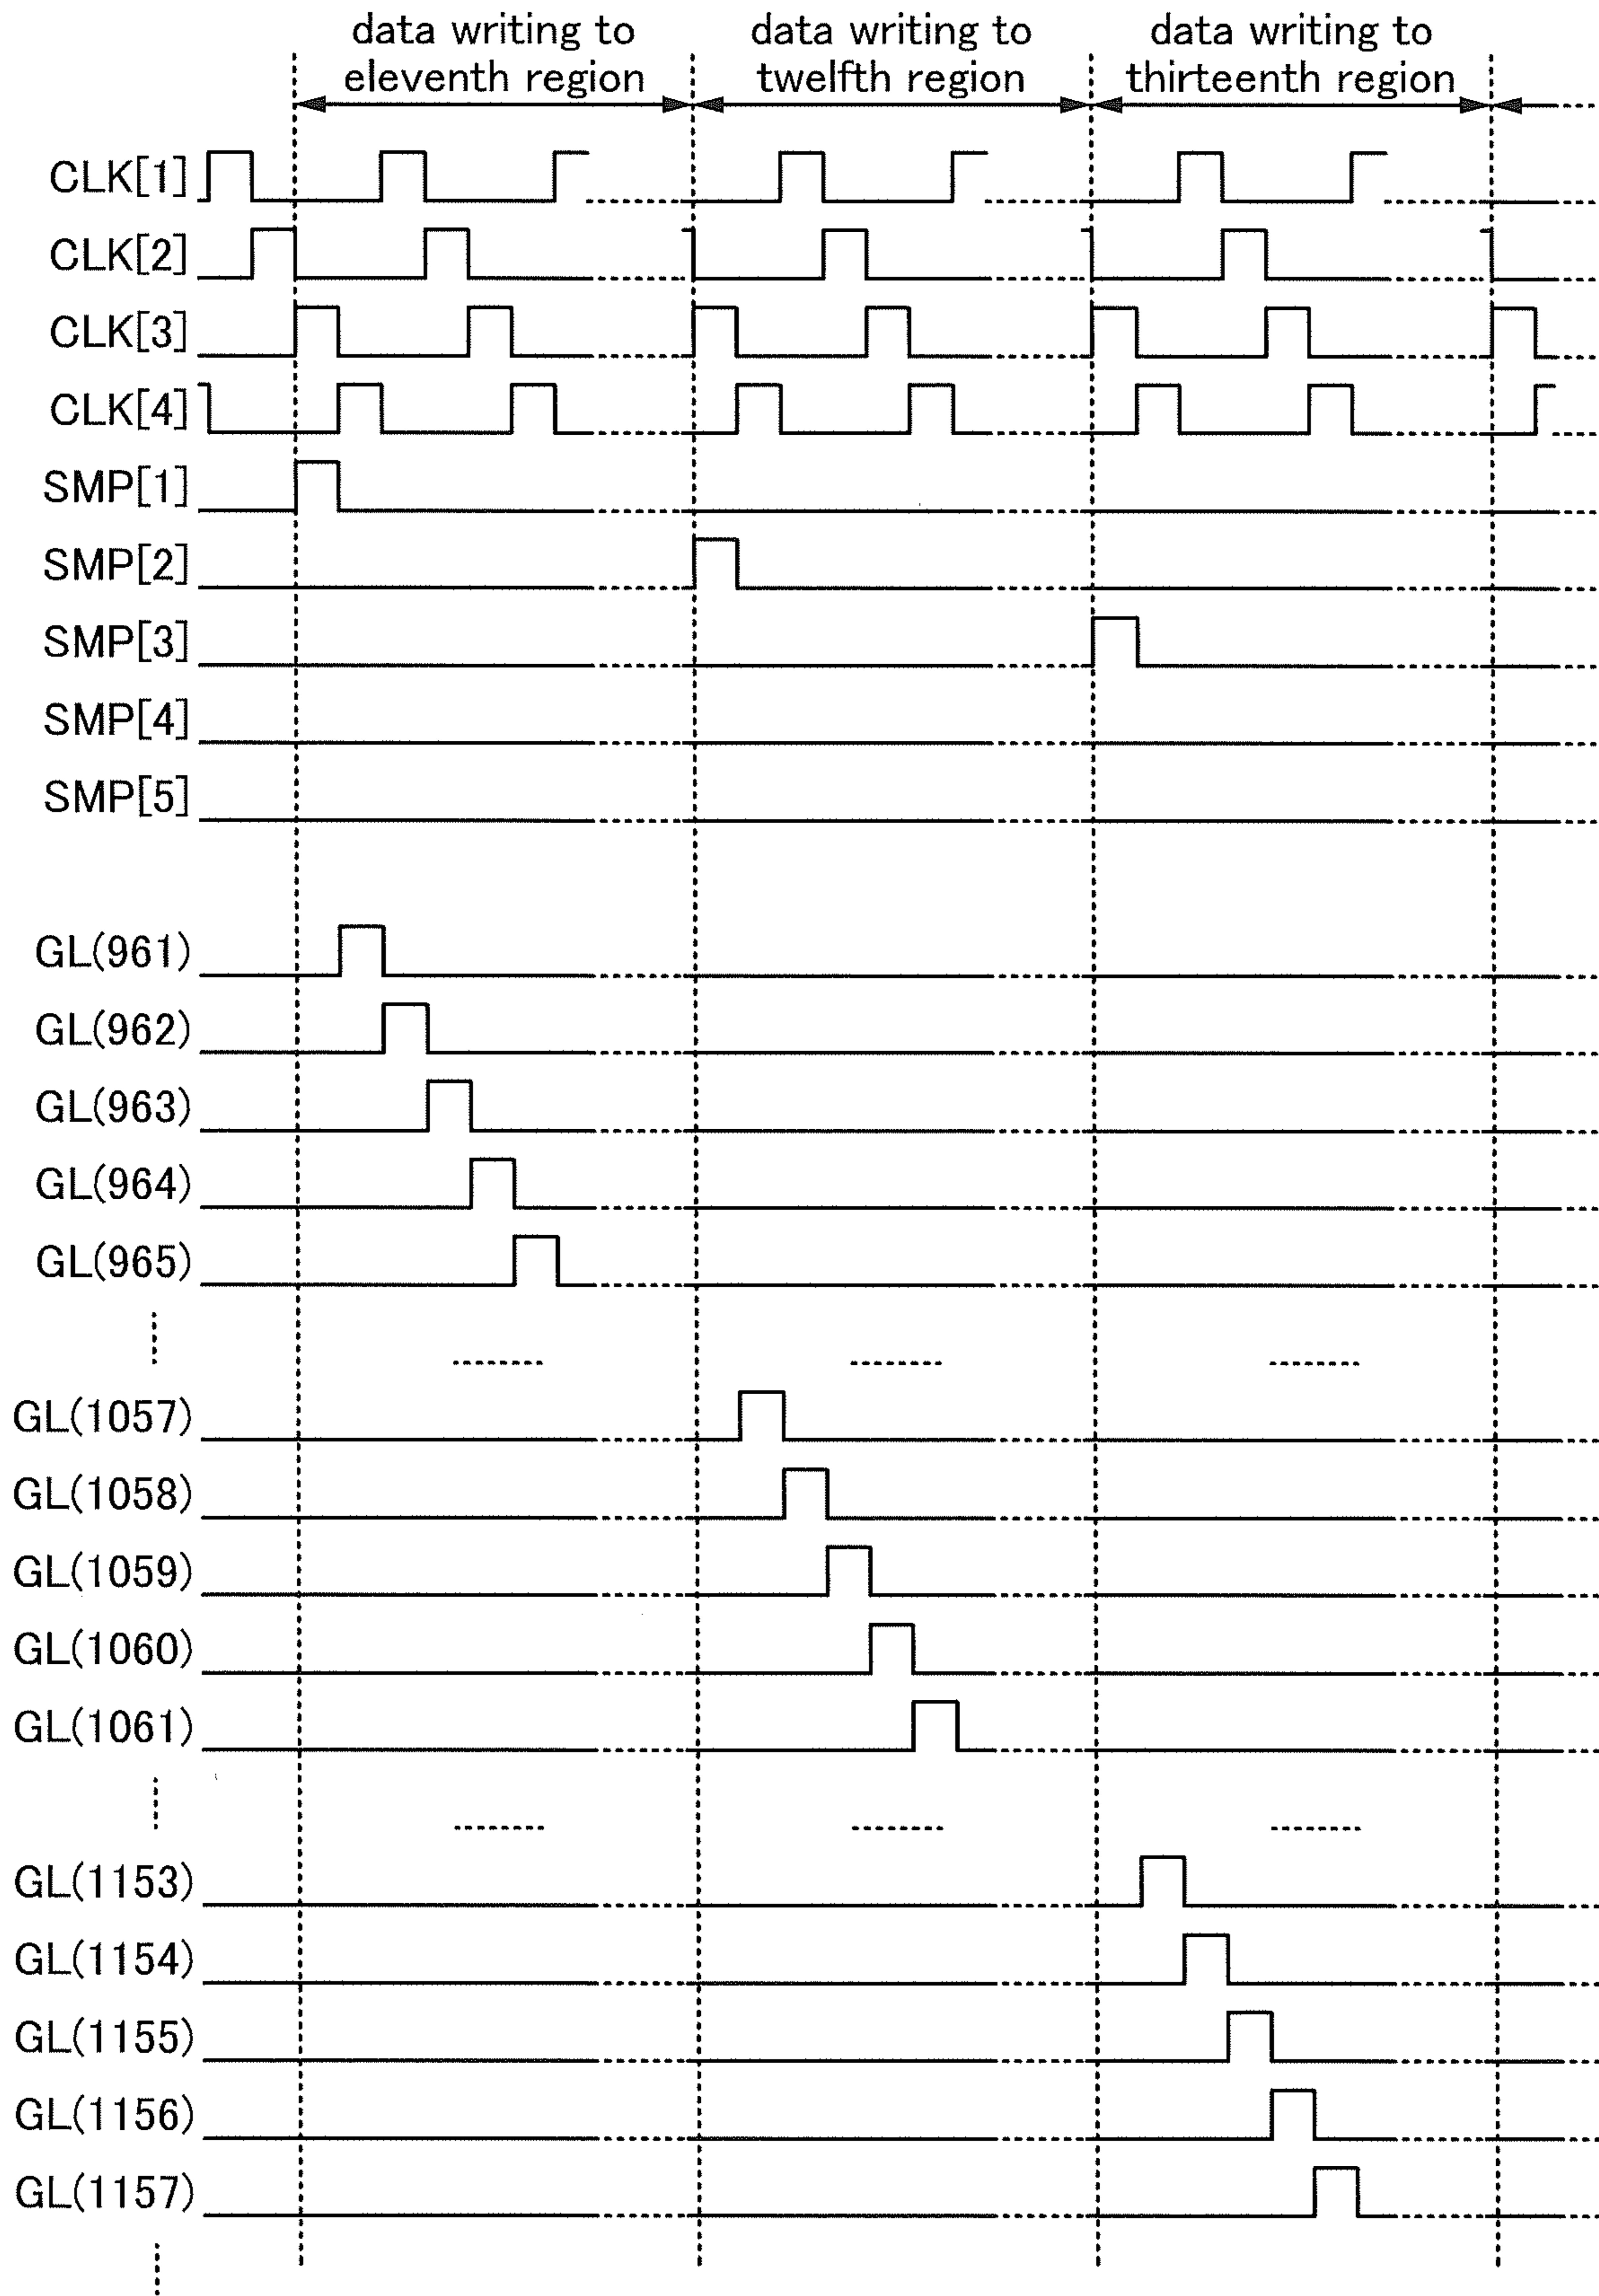 data writing to
eleventh region
data writing to
twelfth region
data writing to
thirteenth region
CLK[1]
CLK[2]
CLK[3]
CLK[4]
SMP[1]
SMP[2]
SMP[3]
SMP[4]
SMP[5]
GL(961)
GL(962)
GL(963)
GL(964)
GL(965)
GL(1057)
GL(1058)
GL(1059)
GL(1060)
GL(1061)
GL(1153)
GL(1154)
GL(1155)
GL(1156)
GL(1157)